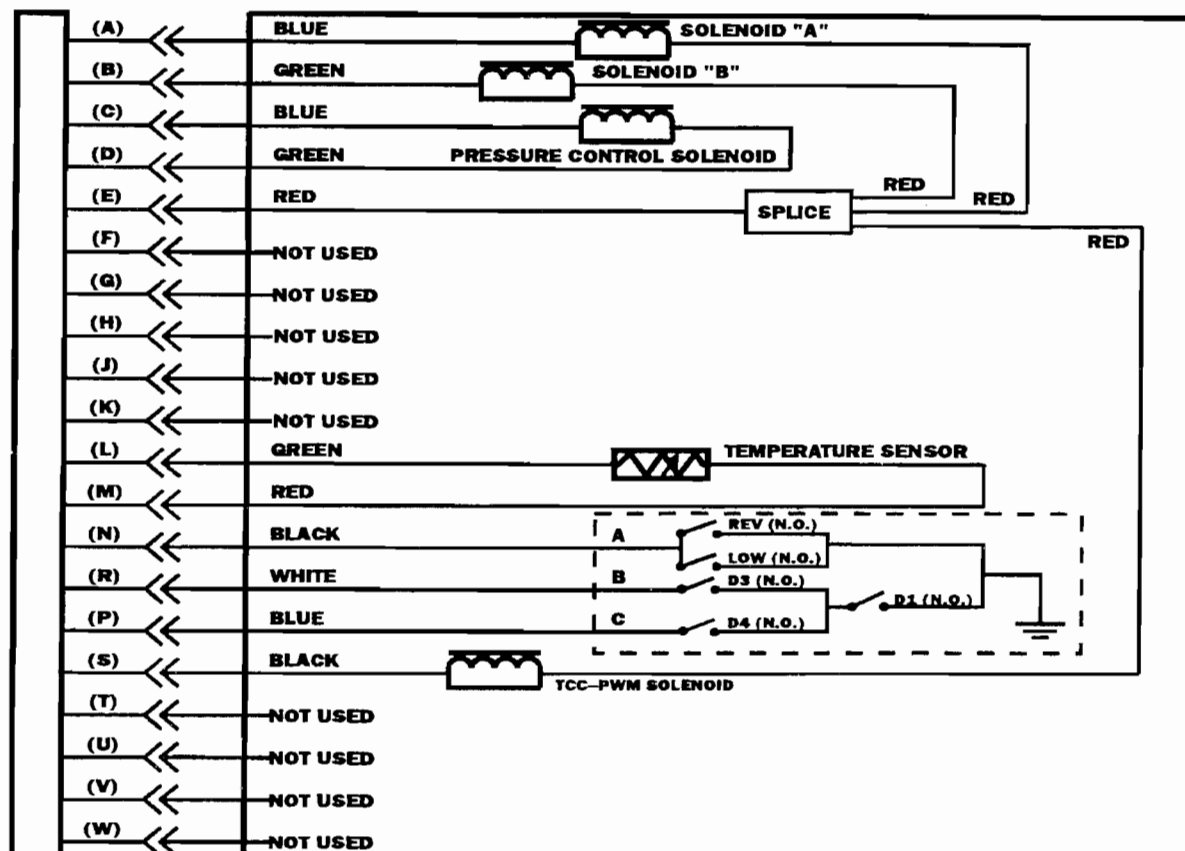 (A) BLUE SOLENOID "A"
(B) GREEN SOLENOID "B"
(C) BLUE
(D) GREEN PRESSURE CONTROL SOLENOID
(E) RED SPLICE RED RED
RED
(F) NOT USED
(G) NOT USED
(H) NOT USED
(J) NOT USED
(K) NOT USED
(L) GREEN TEMPERATURE SENSOR
(M) RED
(N) BLACK A REV (N.O.)
LOW (N.O.)
(R) WHITE B D3 (N.O.)
D1 (N.O.)
(P) BLUE C D4 (N.O.)
(S) BLACK
TCC-PWM SOLENOID
(T) NOT USED
(U) NOT USED
(V) NOT USED
(W) NOT USED